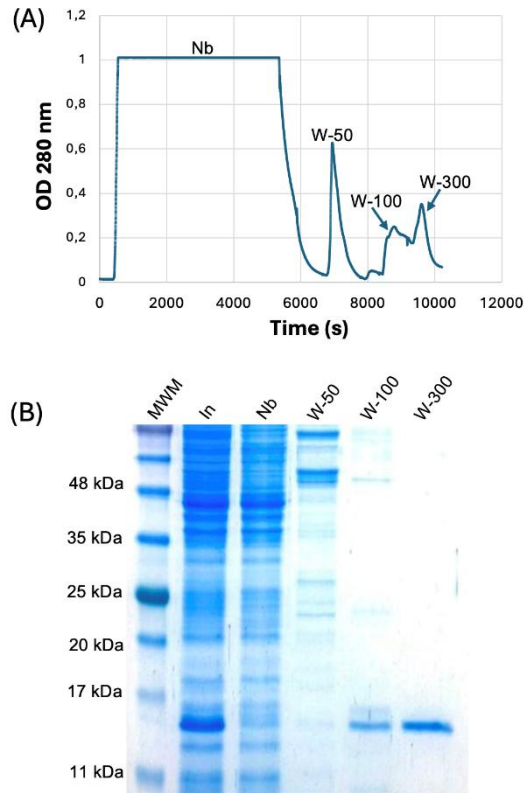 (A)
1,2
1
0,8
0,6
0,4
0,2
0
OD 280 nm
Nb
W-50
W-100
W-300
0
2000
4000
6000
8000
10000
12000
Time (s)
(B)
MWM
In
Nb
W-50
W-100
W-300
48 kDa
35 kDa
25 kDa
20 kDa
17 kDa
11 kDa